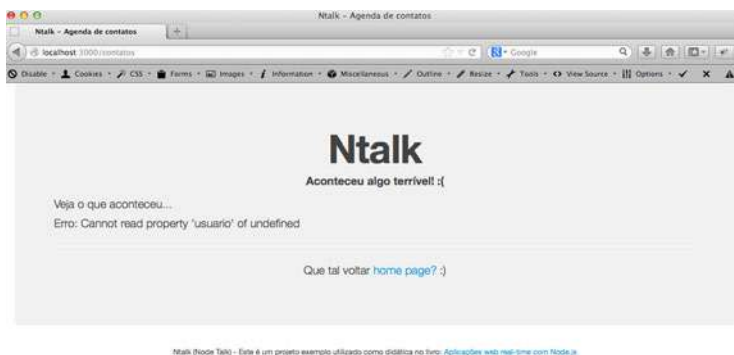 Ntalk - Agenda de contatos
Ntalk - Agenda de contatos
localhost:3000/contatos
Google
Disable Cookies CSS Forms Images Information Miscellaneous Outline Resize Tools View Source Options
Ntalk
Aconteceu algo terrível! :(
Veja o que aconteceu...
Erro: Cannot read property 'usuario' of undefined
Que tal voltar home page? :)
Ntalk (Node Talk) - Este é um projeto exemplo utilizado como didática no livro: Aplicações web real-time com Node.js